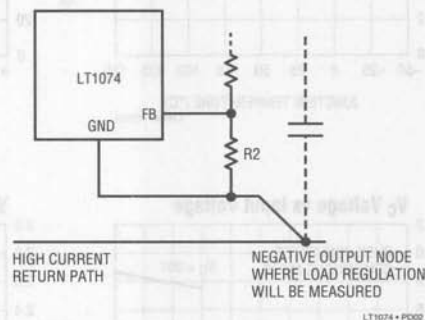 LT1074
FB
GND
R2
HIGH CURRENT
RETURN PATH
NEGATIVE OUTPUT NODE
WHERE LOAD REGULATION
WILL BE MEASURED
LT1074 • PD02